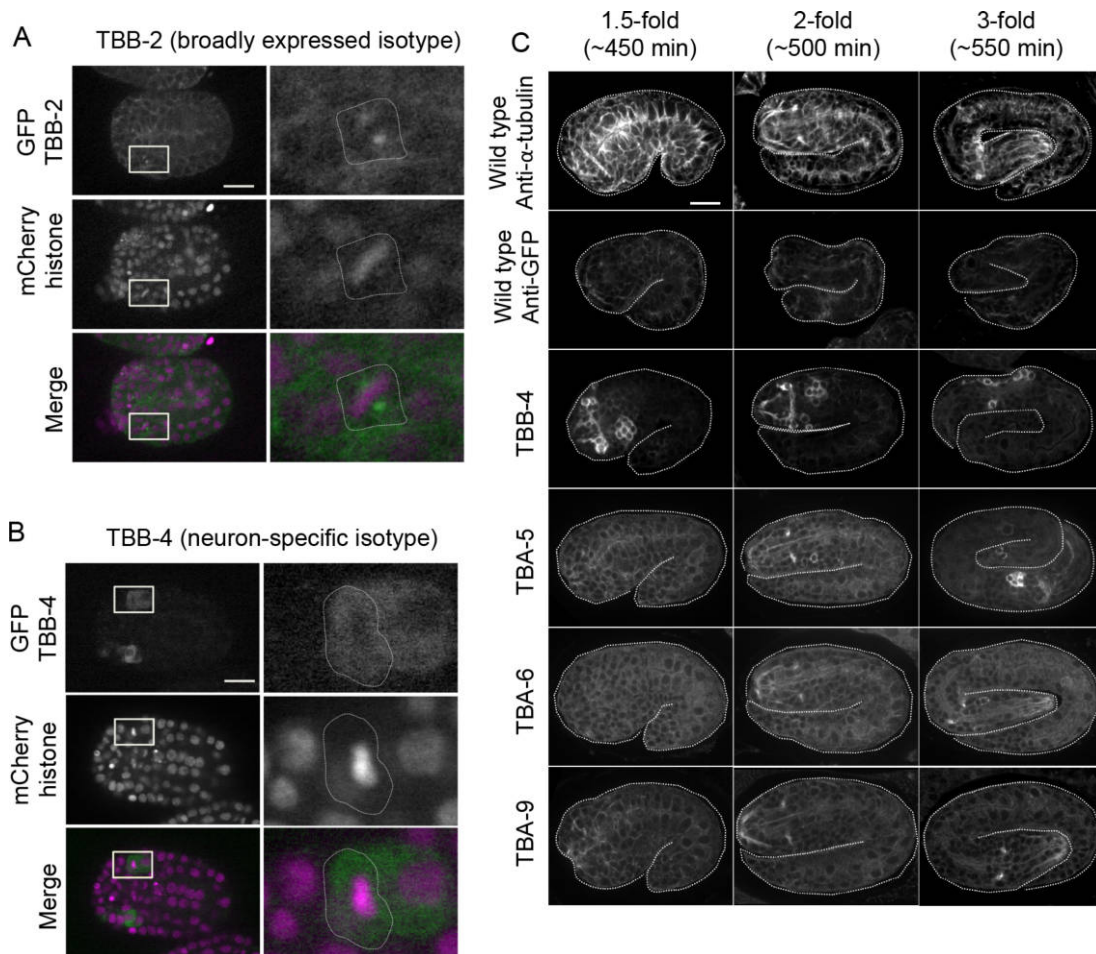 A
TBB-2 (broadly expressed isotype)
GFP
TBB-2
mCherry
histone
Merge
B
TBB-4 (neuron-specific isotype)
GFP
TBB-4
mCherry
histone
Merge
C
1.5-fold
(~450 min)
2-fold
(~500 min)
3-fold
(~550 min)
Wild type
Anti-α-tubulin
Wild type
Anti-GFP
TBB-4
TBA-5
TBA-6
TBA-9